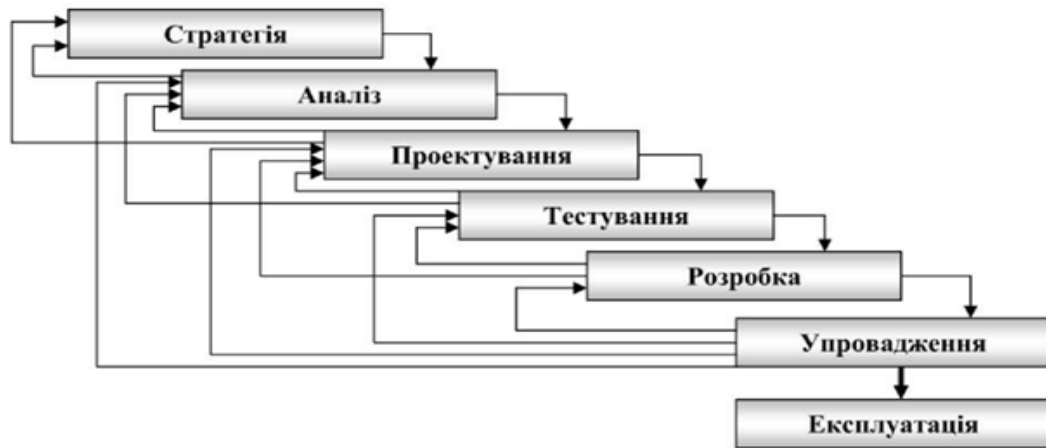 Стратегія
Аналіз
Проектування
Тестування
Розробка
Упровадження
Експлуатація